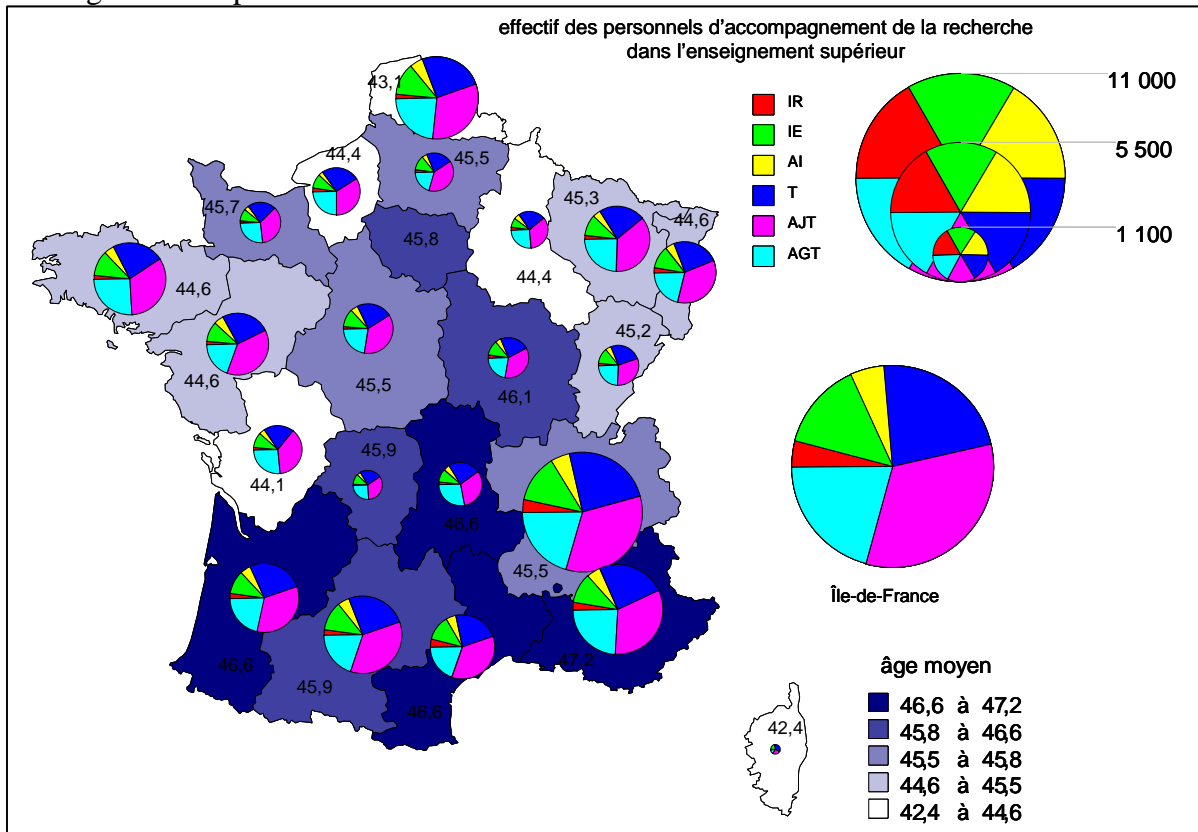 effectif des personnels d'accompagnement de la recherche
dans l'enseignement supérieur
11 000
5 500
1 100
IR
IE
AI
T
AJT
AGT
43,1
44,4
45,5
45,7
45,8
45,3
44,6
44,4
44,6
45,2
44,6
45,5
46,1
44,1
45,9
46,6
45,5
46,6
45,9
46,6
47,2
42,4
Île-de-France
âge moyen
46,6 à 47,2
45,8 à 46,6
45,5 à 45,8
44,6 à 45,5
42,4 à 44,6